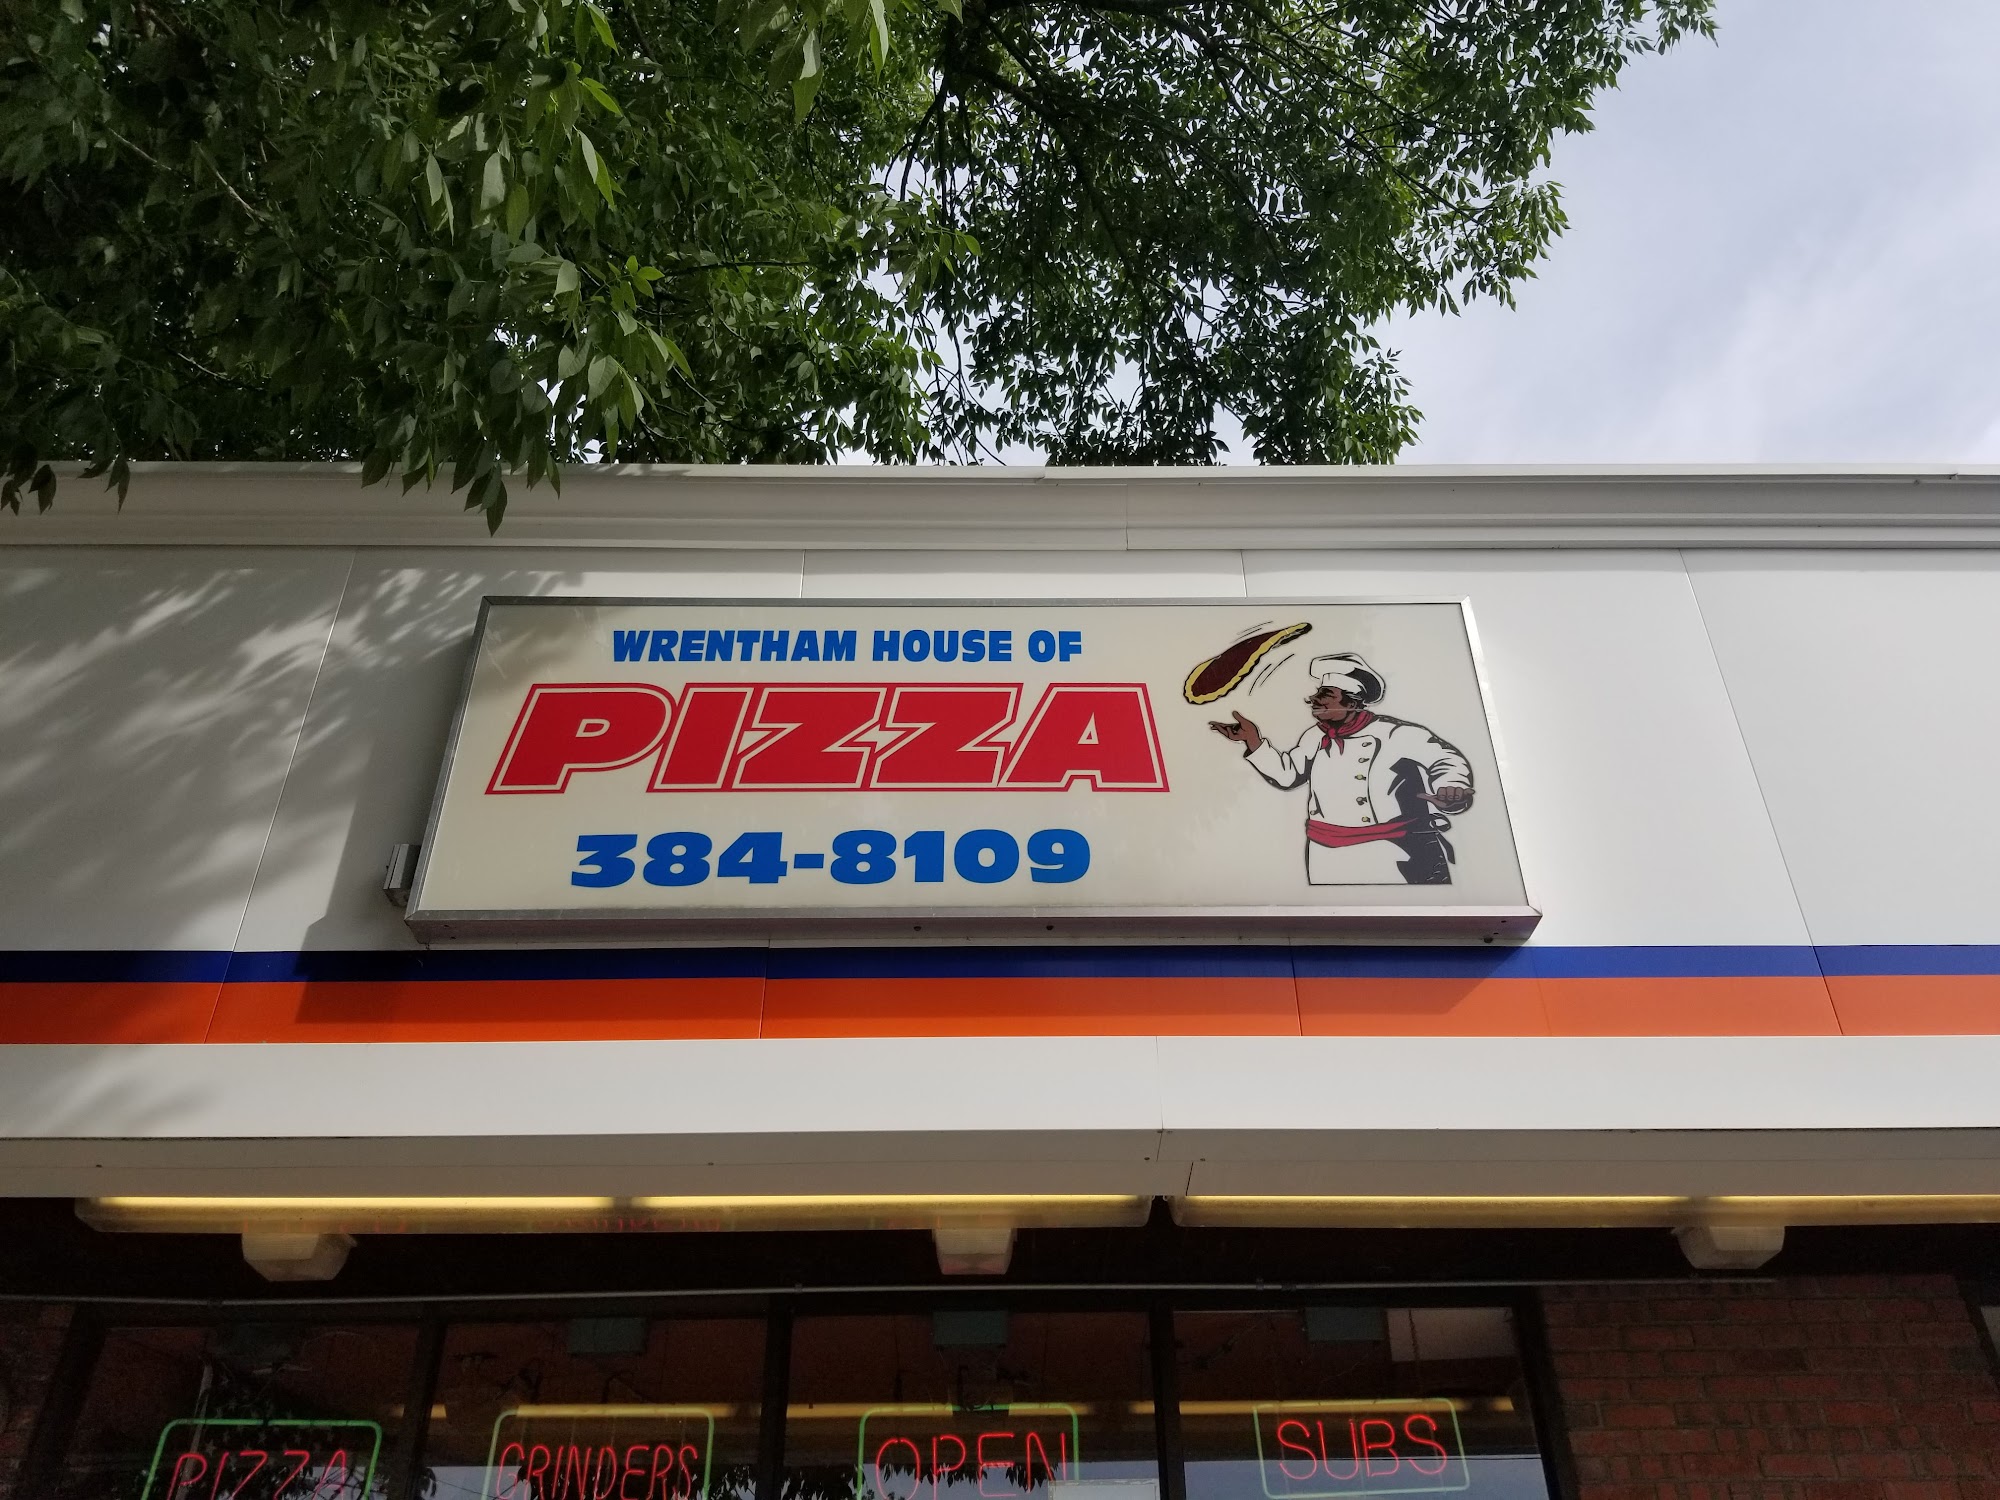 WRENTHAM HOUSE OF
PIZZA
384-8109
PIZZA
GRINDERS
OPEN
SUBS